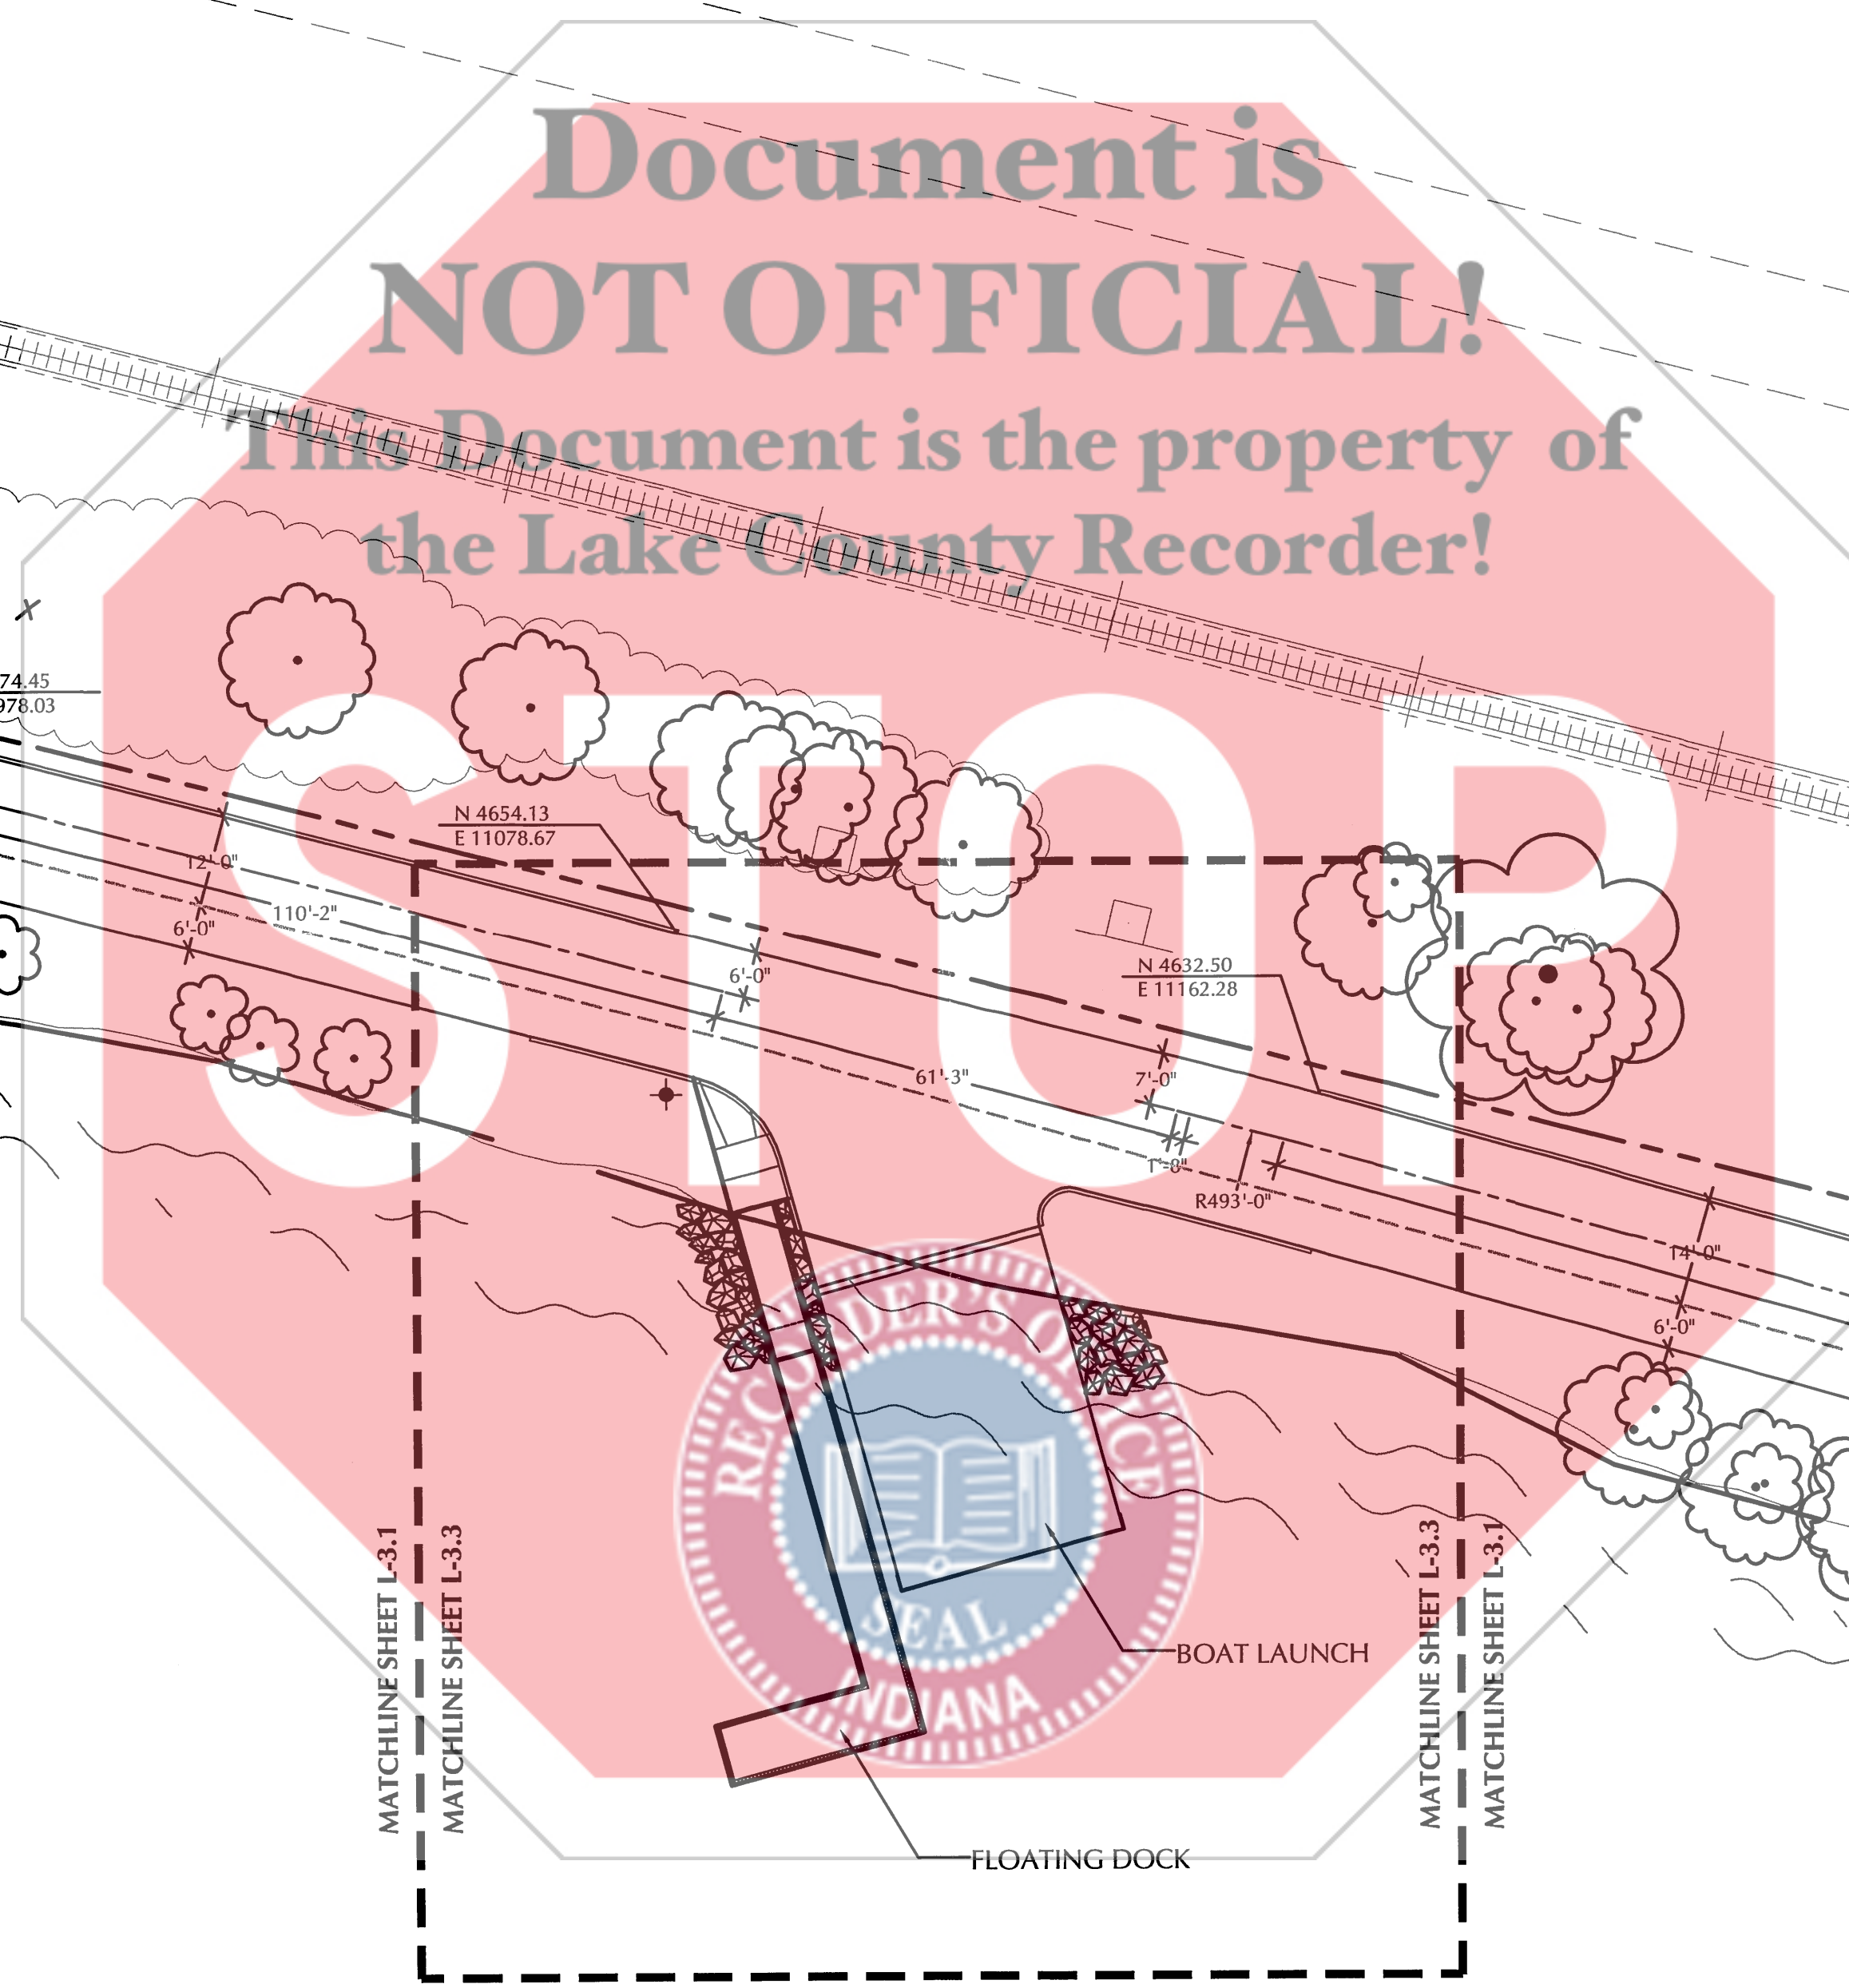 Document is
NOT OFFICIAL!
This Document is the property of
the Lake County Recorder!
STOP
74.45
978.03
N 4654.13
E 11078.67
12'-0"
110'-2"
6'-0"
6'-0"
N 4632.50
E 11162.28
61'-3"
7'-0"
1'-8"
R493'-0"
14'-0"
6'-0"
RECORDER'S OFFICE
SEAL
INDIANA
MATCHLINE SHEET L-3.1
MATCHLINE SHEET L-3.3
MATCHLINE SHEET L-3.3
MATCHLINE SHEET L-3.1
BOAT LAUNCH
FLOATING DOCK